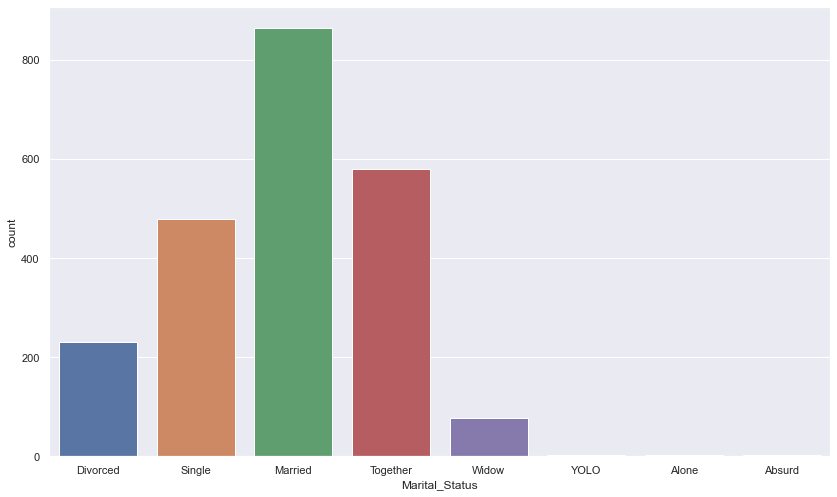 800
600
400
200
0
count
Divorced Single Married Together Widow YOLO Alone Absurd
Marital_Status